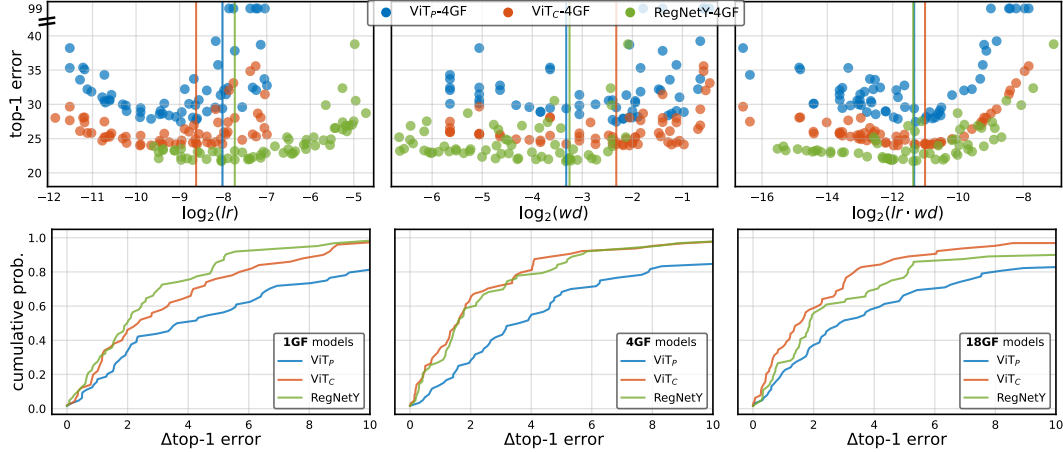 ViT_P-4GF ViT_C-4GF RegNetY-4GF
top-1 error
99
40
35
30
25
20
−12 −11 −10 −9 −8 −7 −6 −5
log₂(lr)
−6 −5 −4 −3 −2 −1
log₂(wd)
−16 −14 −12 −10 −8
log₂(lr · wd)
cumulative prob.
1.0
0.8
0.6
0.4
0.2
0.0
1GF models
ViT_P
ViT_C
RegNetY
0 2 4 6 8 10
Δtop-1 error
4GF models
ViT_P
ViT_C
RegNetY
0 2 4 6 8 10
Δtop-1 error
18GF models
ViT_P
ViT_C
RegNetY
0 2 4 6 8 10
Δtop-1 error